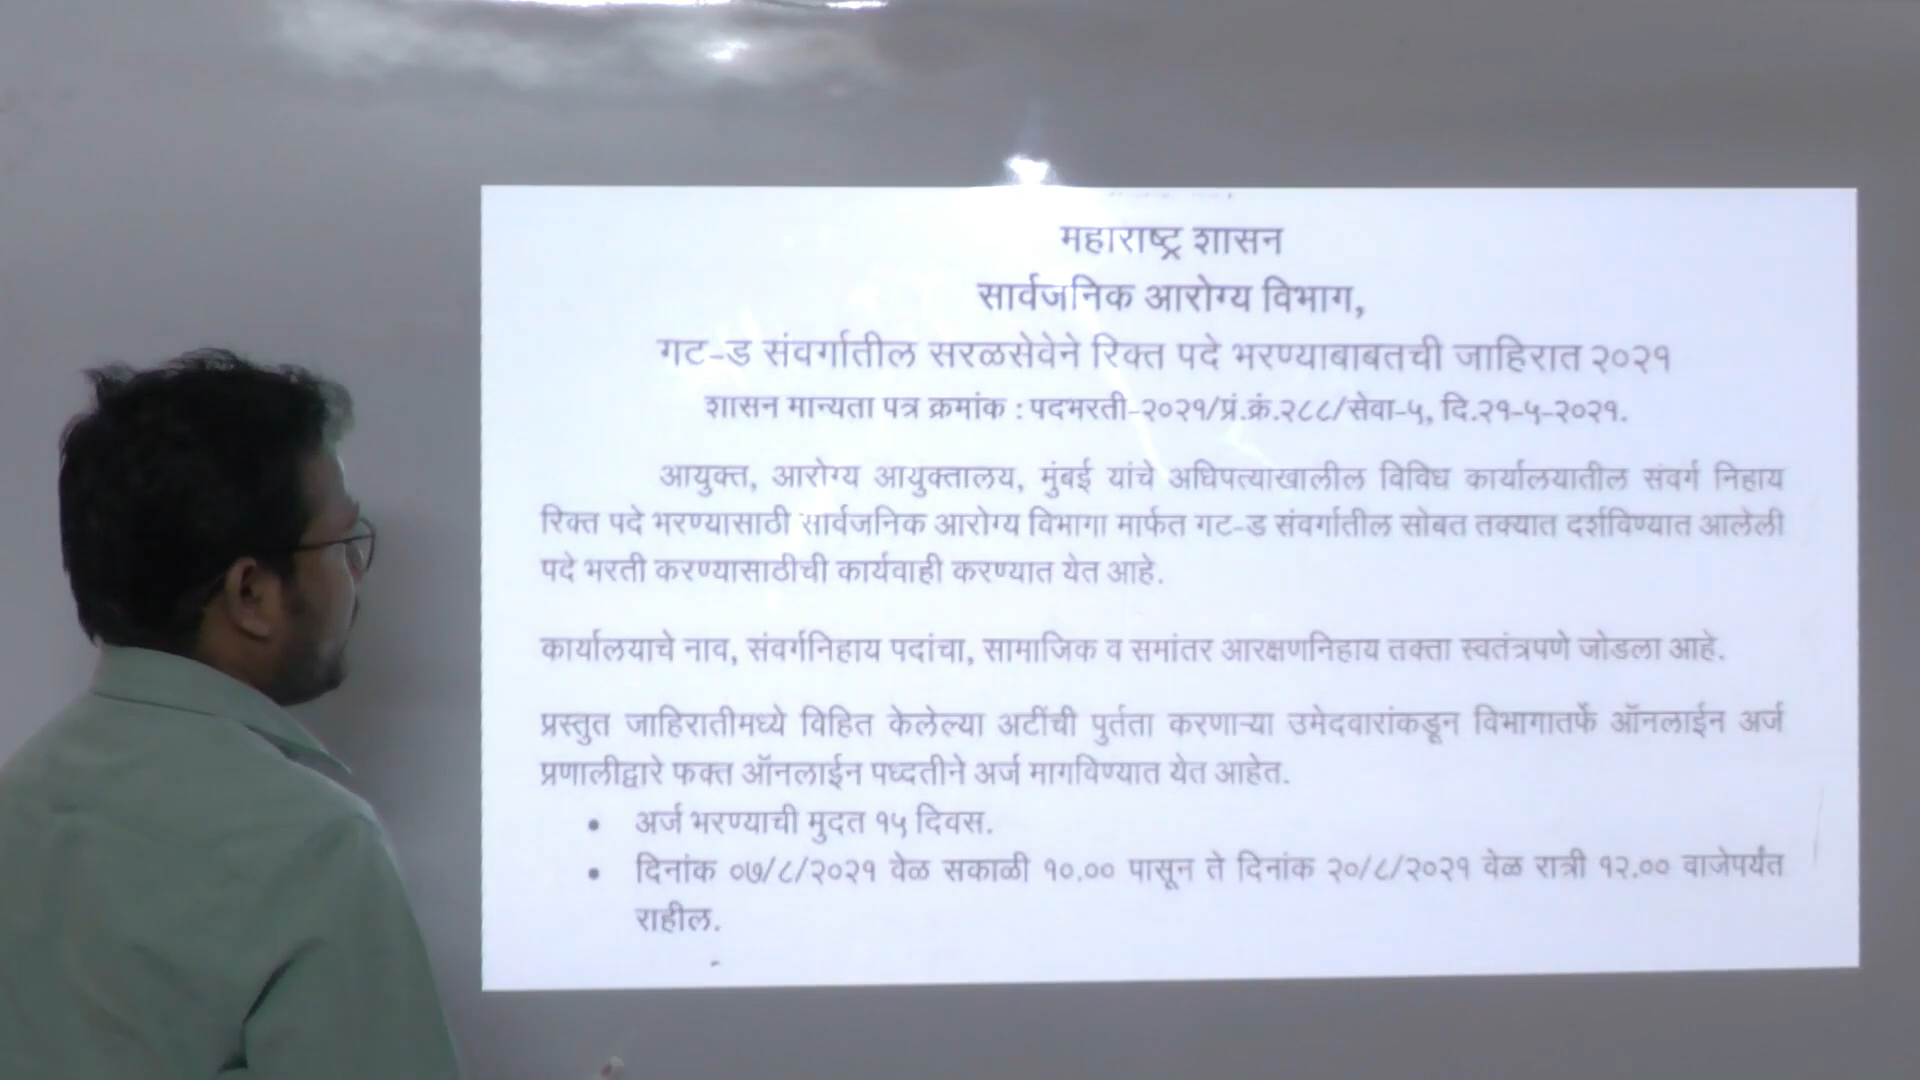 महाराष्ट्र शासन
सार्वजनिक आरोग्य विभाग,
गट-ड संवर्गातील सरळसेवेने रिक्त पदे भरण्याबाबतची जाहिरात २०२१
शासन मान्यता पत्र क्रमांक : पदभरती-२०२१/प्रं.क्रं.२८८/सेवा-५, दि.२१-५-२०२१.
आयुक्त, आरोग्य आयुक्तालय, मुंबई यांचे अधिपत्याखालील विविध कार्यालयातील संवर्ग निहाय
रिक्त पदे भरण्यासाठी सार्वजनिक आरोग्य विभागा मार्फत गट-ड संवर्गातील सोबत तक्यात दर्शविण्यात आलेली
पदे भरती करण्यासाठीची कार्यवाही करण्यात येत आहे.
कार्यालयाचे नाव, संवर्गनिहाय पदांचा, सामाजिक व समांतर आरक्षणनिहाय तक्ता स्वतंत्रपणे जोडला आहे.
प्रस्तुत जाहिरातीमध्ये विहित केलेल्या अटींची पुर्तता करणाऱ्या उमेदवारांकडून विभागातर्फे ऑनलाईन अर्ज
प्रणालीद्वारे फक्त ऑनलाईन पध्दतीने अर्ज मागविण्यात येत आहेत.
• अर्ज भरण्याची मुदत १५ दिवस.
• दिनांक ०७/८/२०२१ वेळ सकाळी १०.०० पासून ते दिनांक २०/८/२०२१ वेळ रात्री १२.०० वाजेपर्यंत
राहील.